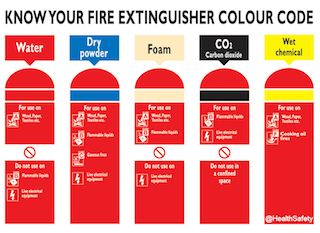 KNOW YOUR FIRE EXTINGUISHER COLOUR CODE
Water
Dry
powder
Foam
CO2
Carbon dioxide
Wet
chemical
For use on
Wood, Paper,
Textiles etc.
Do not use on
Flammable liquids
Live electrical
equipment
For use on
Wood, Paper,
Textiles etc.
Flammable liquids
Gaseous fires
Live electrical
equipment
For use on
Wood, Paper,
Textiles etc.
Flammable liquids
Do not use on
Live electrical
equipment
For use on
Flammable liquids
Live electrical
equipment
Do not use in
a confined
space
For use on
Wood, Paper,
Textiles etc.
Cooking oil
fires
@HealthSafety